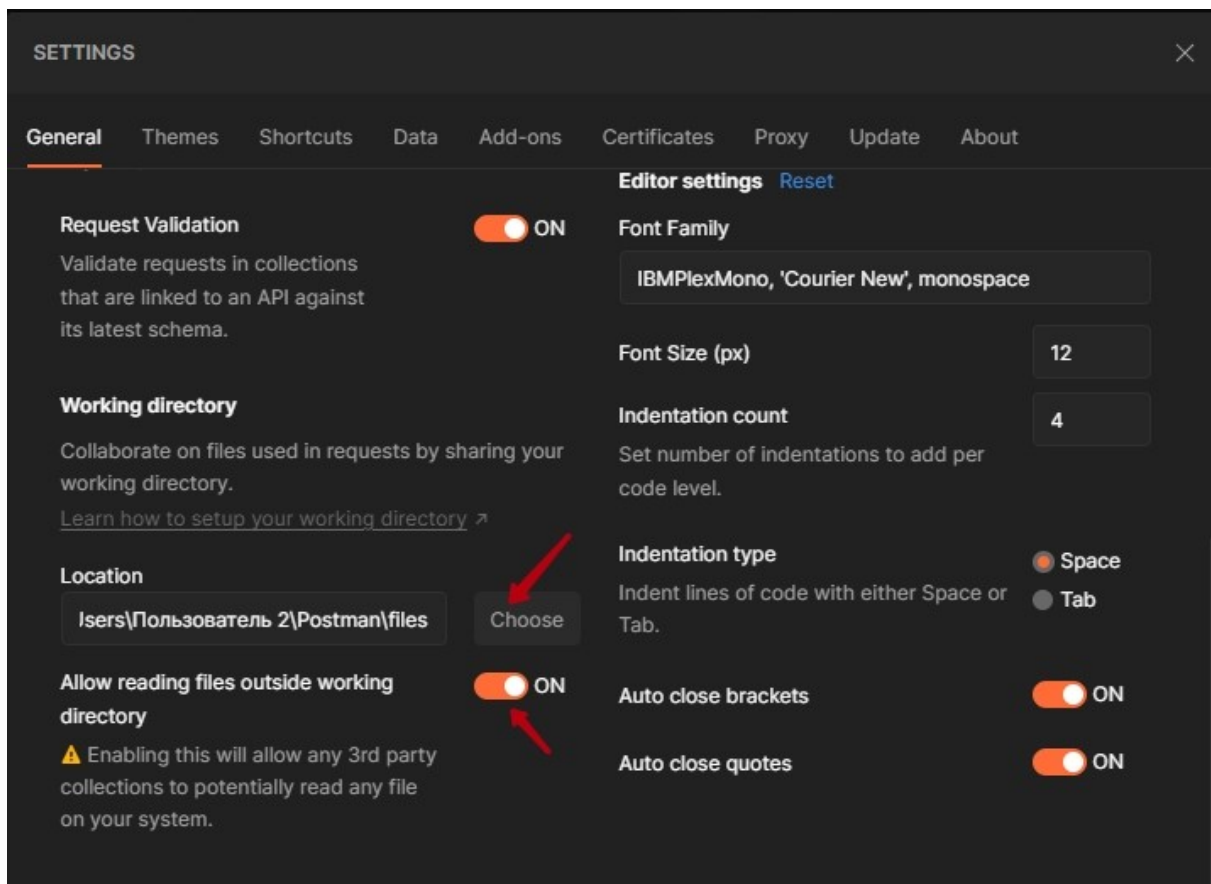 SETTINGS
General Themes Shortcuts Data Add-ons Certificates Proxy Update About
Request Validation ON
Validate requests in collections
that are linked to an API against
its latest schema.
Working directory
Collaborate on files used in requests by sharing your
working directory.
Learn how to setup your working directory ↗
Location
sers\Пользователь 2\Postman\files Choose
Allow reading files outside working
directory ON
⚠ Enabling this will allow any 3rd party
collections to potentially read any file
on your system.
Editor settings Reset
Font Family
IBMPlexMono, 'Courier New', monospace
Font Size (px) 12
Indentation count 4
Set number of indentations to add per
code level.
Indentation type
Indent lines of code with either Space or
Tab.
Space
Tab
Auto close brackets ON
Auto close quotes ON